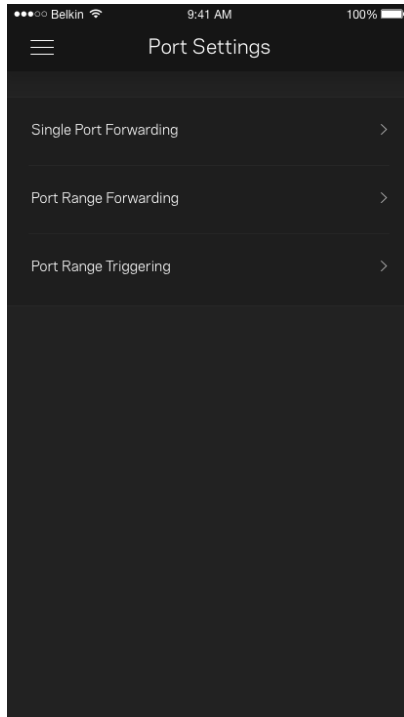 Belkin 9:41 AM 100%
Port Settings
Single Port Forwarding
Port Range Forwarding
Port Range Triggering